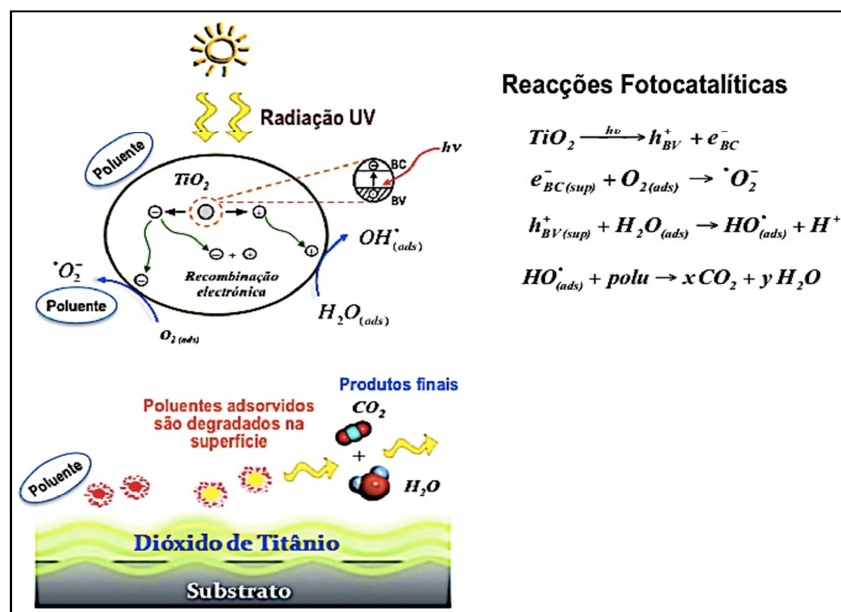 Radiação UV
Poluente
hν
BC
BV
TiO2
⊖ + ⊕
Recombinação
electrónica
OH•(ads)
•O2−
Poluente
H2O(ads)
O2 (ads)
Reacções Fotocatalíticas
TiO2 —hν→ h+BV + e−BC
e−BC(sup) + O2(ads) → •O2−
h+BV(sup) + H2O(ads) → HO•(ads) + H+
HO•(ads) + polu → x CO2 + y H2O
Produtos finais
Poluentes adsorvidos
são degradados na
superfície
CO2
+
H2O
Poluente
Dióxido de Titânio
Substrato